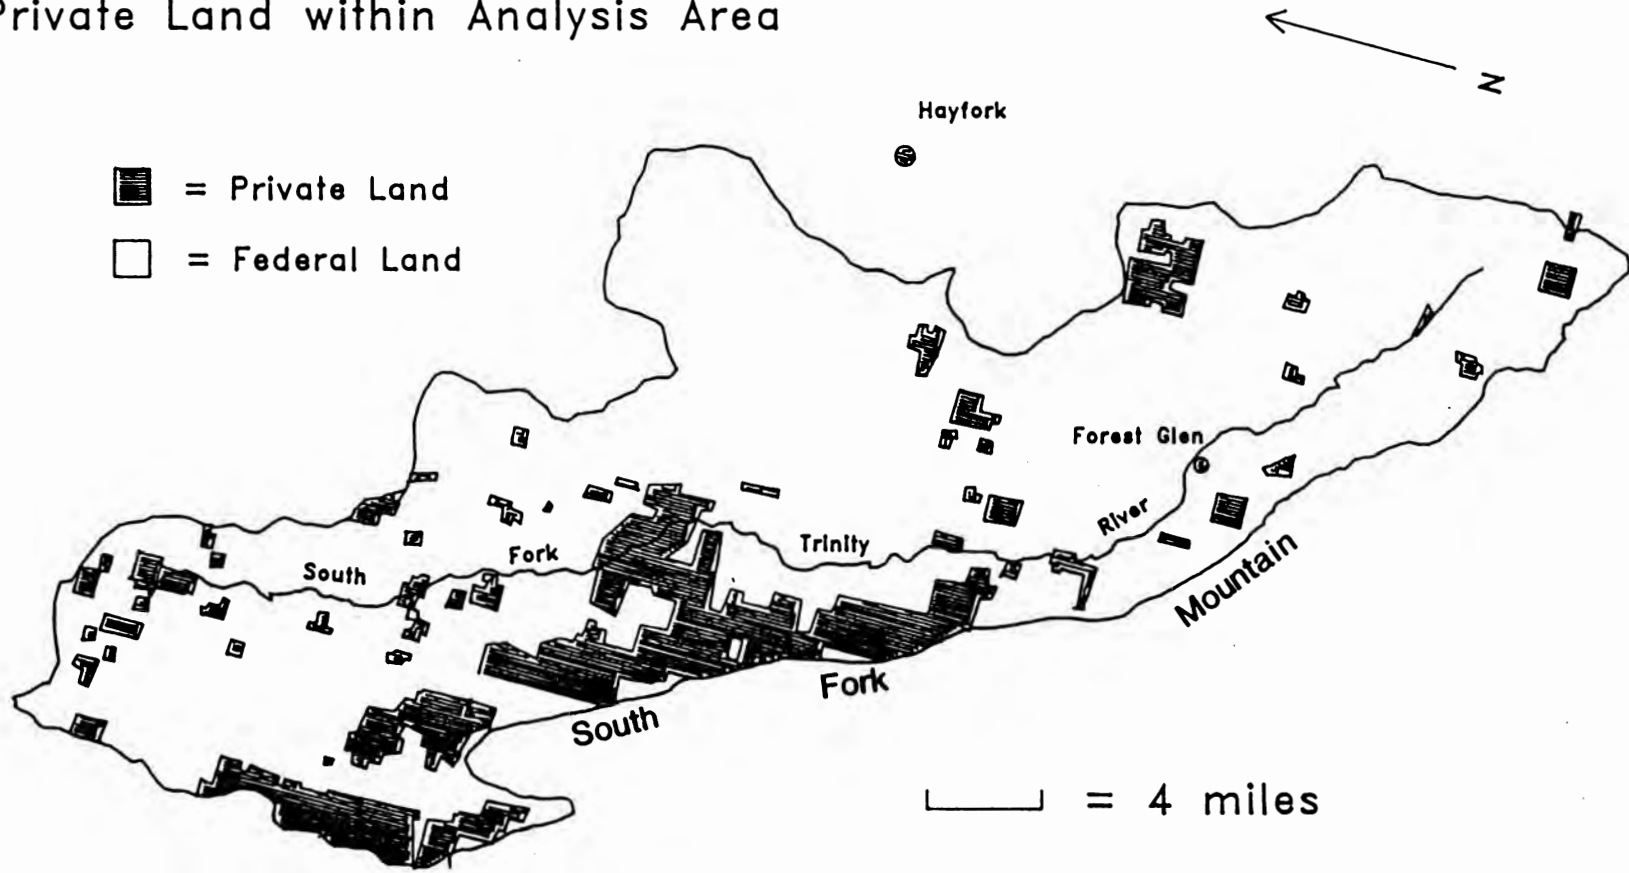 Private Land within Analysis Area
N
Hayfork
= Private Land
= Federal Land
Forest Glen
River
Trinity
Fork
South
Mountain
Fork
South
= 4 miles